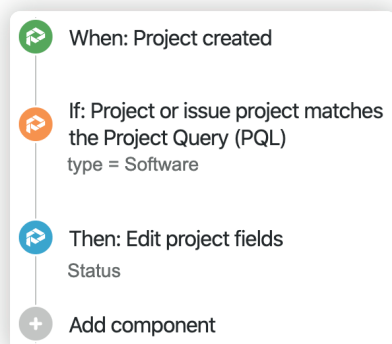 When: Project created
If: Project or issue project matches
the Project Query (PQL)
type = Software
Then: Edit project fields
Status
Add component